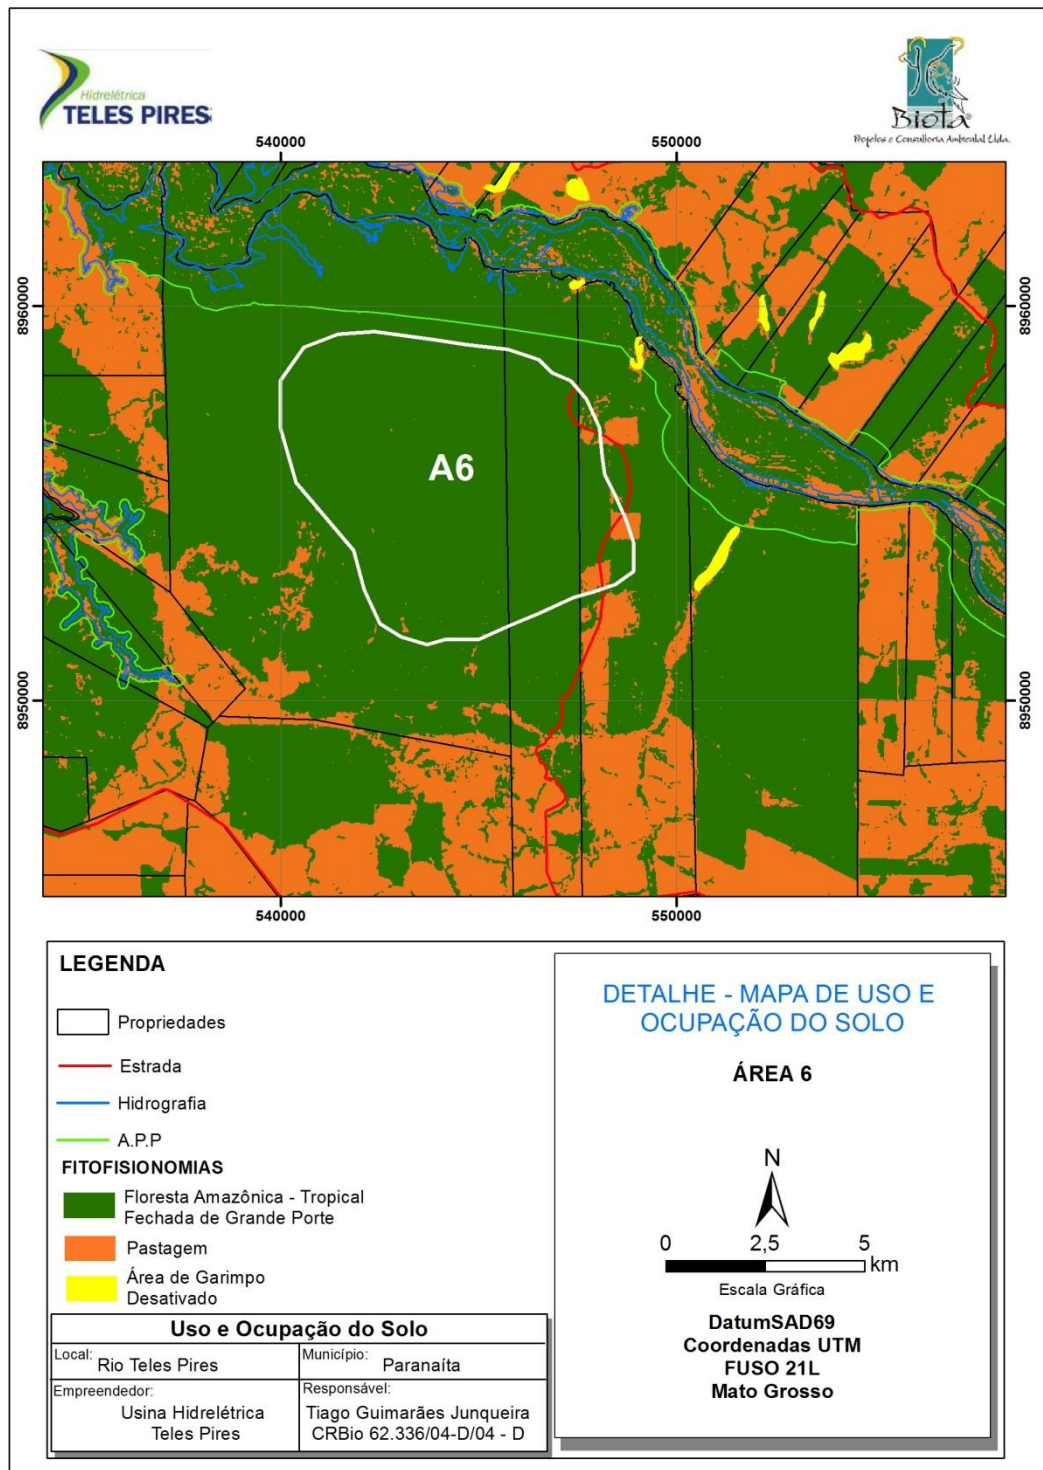 Hidrelétrica
TELES PIRES
Biota
Projetos e Consultoria Ambiental Ltda.
540000
550000
8960000
8960000
A6
8950000
8950000
540000
550000
LEGENDA
Propriedades
Estrada
Hidrografia
A.P.P
FITOFISIONOMIAS
Floresta Amazônica - Tropical
Fechada de Grande Porte
Pastagem
Área de Garimpo
Desativado
Uso e Ocupação do Solo
Local: Rio Teles Pires
Município: Paranaíta
Empreendedor:
Usina Hidrelétrica
Teles Pires
Responsável:
Tiago Guimarães Junqueira
CRBio 62.336/04-D/04 - D
DETALHE - MAPA DE USO E
OCUPAÇÃO DO SOLO
ÁREA 6
N
0 2,5 5
km
Escala Gráfica
DatumSAD69
Coordenadas UTM
FUSO 21L
Mato Grosso